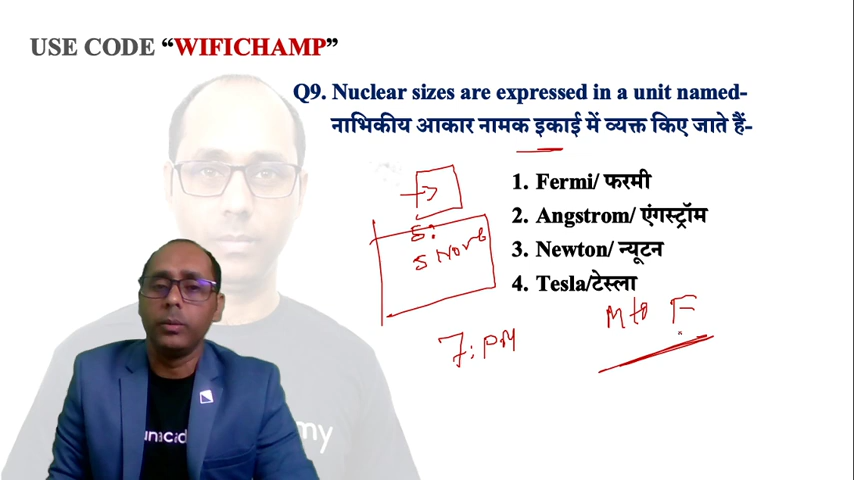 USE CODE “WIFICHAMP”
Q9. Nuclear sizes are expressed in a unit named-
नाभिकीय आकार नामक इकाई में व्यक्त किए जाते हैं-
1. Fermi/ फरमी
2. Angstrom/ एंगस्ट्रॉम
3. Newton/ न्यूटन
4. Tesla/टेस्ला
M to F
7: PM